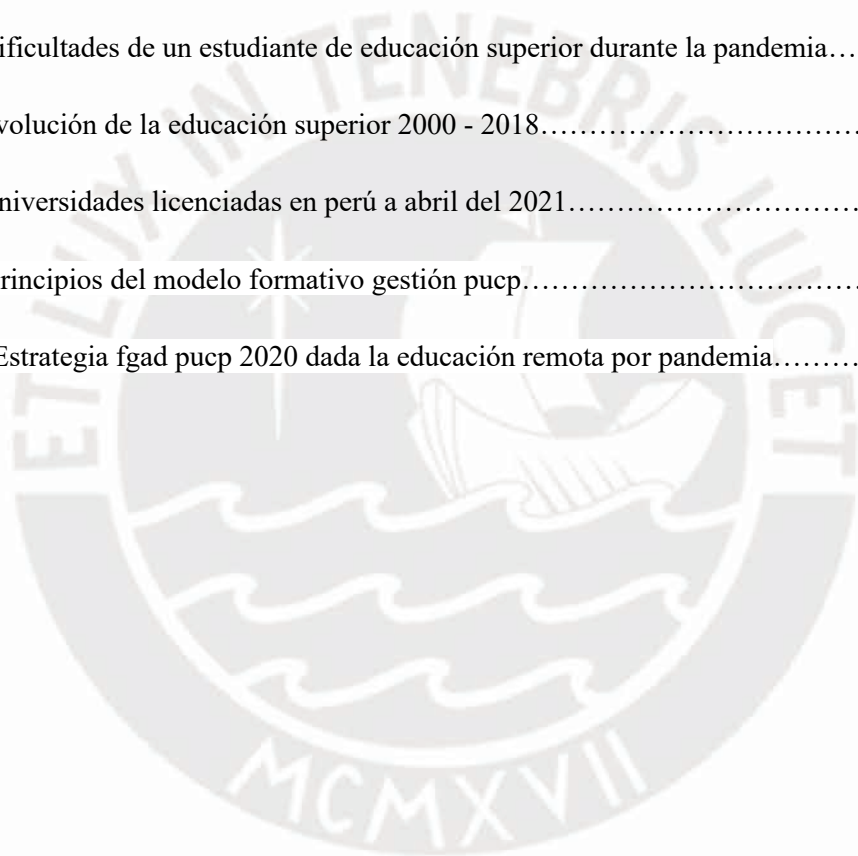 ificultades de un estudiante de educación superior durante la pandemia…
volución de la educación superior 2000 - 2018……………………………….
niversidades licenciadas en perú a abril del 2021……………………………
rincipios del modelo formativo gestión pucp…………………………………
Estrategia fgad pucp 2020 dada la educación remota por pandemia………
ET LUX IN TENEBRIS LUCET
MCMXVII